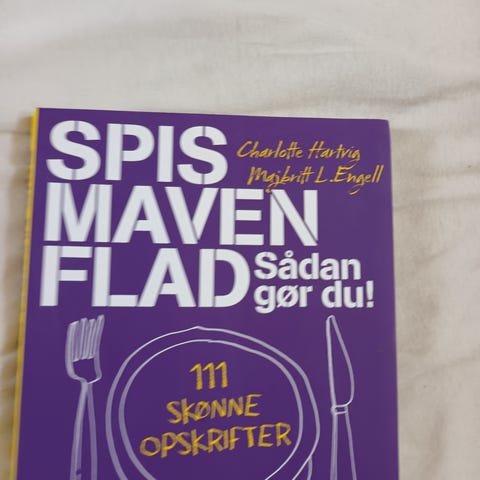 SPIS
Charlotte Hartvig
Majbritt L. Engell
MAVEN
FLAD
Sådan
gør du!
111
SKØNNE
OPSKRIFTER